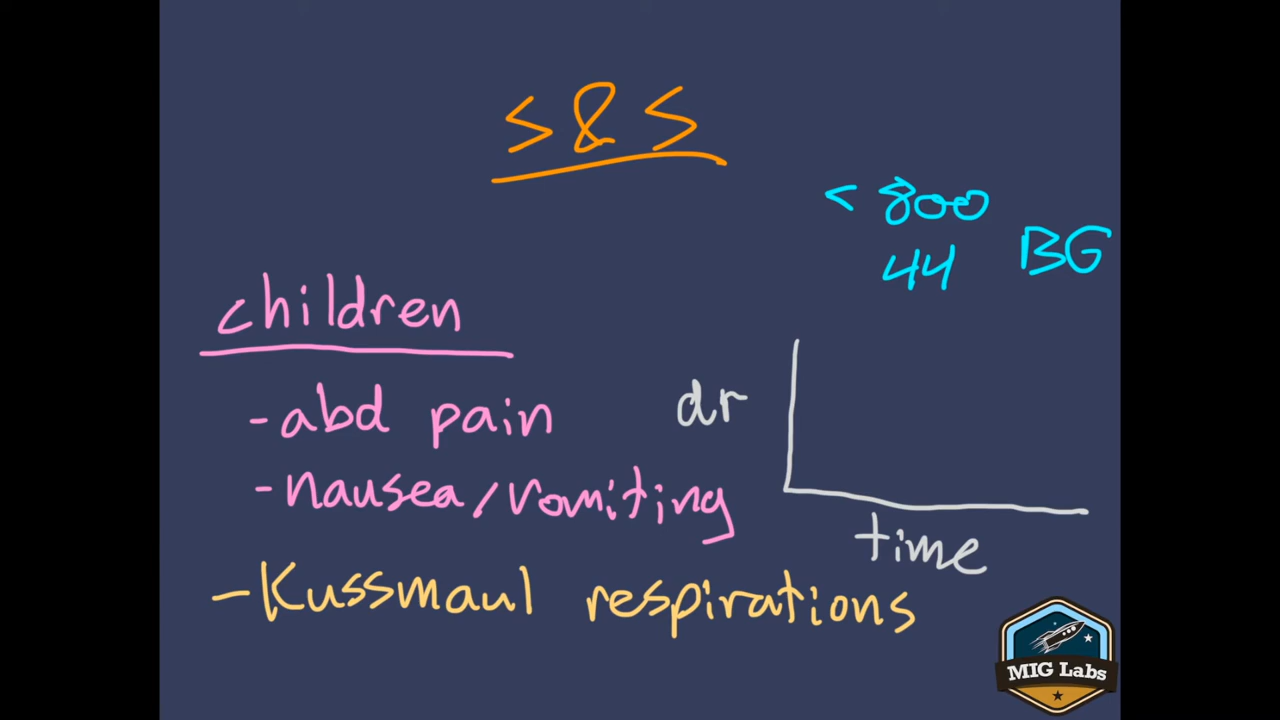 S & S
< 800
44 BG
children
- abd pain
- nausea/vomiting
dr
time
- Kussmaul respirations
MIG Labs